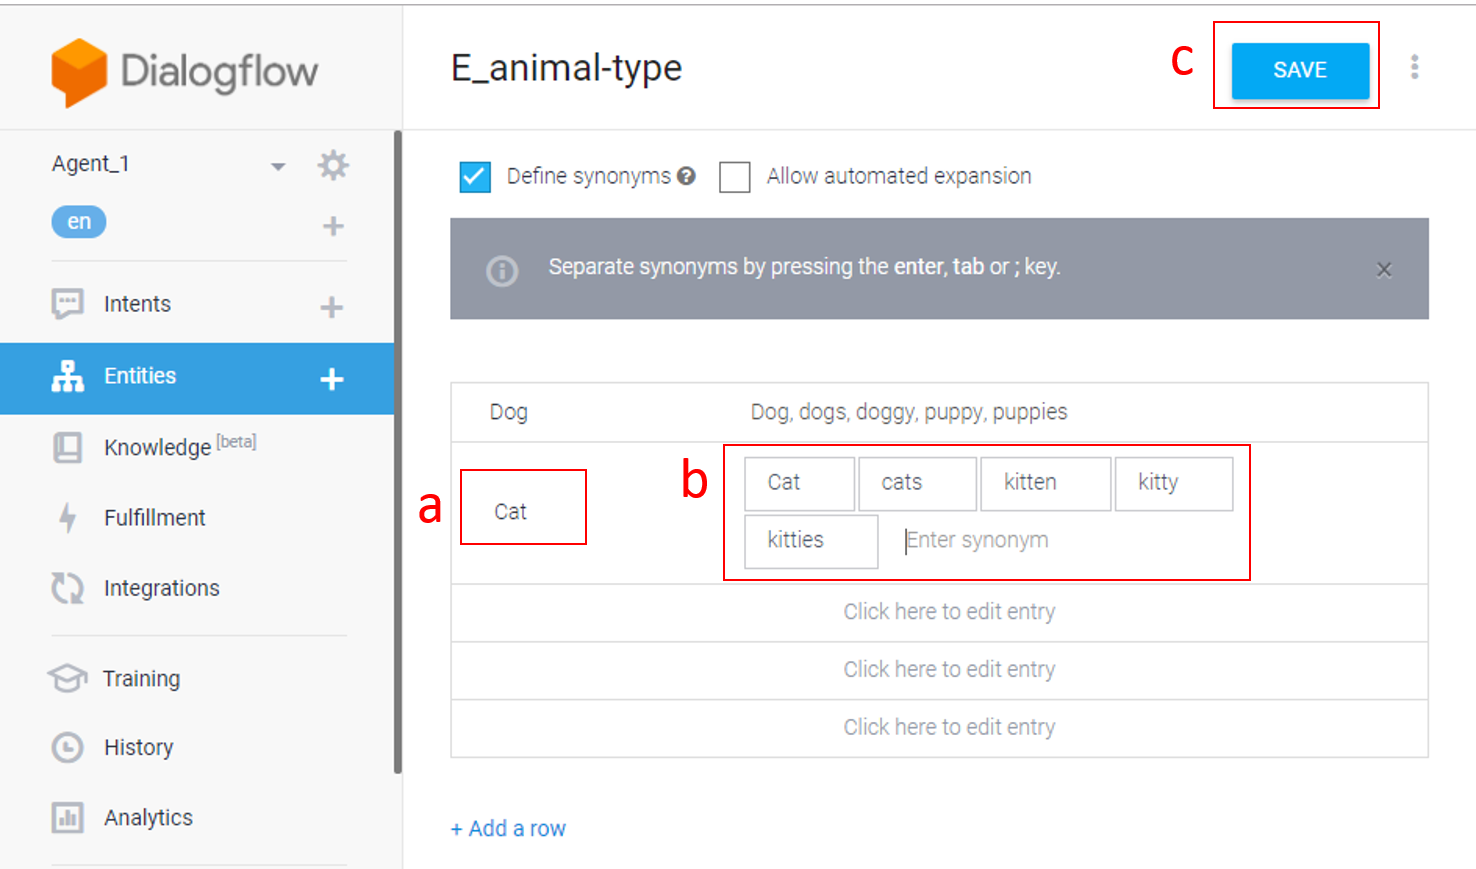 Dialogflow
Agent_1
en
Intents
Entities
Knowledge [beta]
Fulfillment
Integrations
Training
History
Analytics
E_animal-type
c
SAVE
Define synonyms ? Allow automated expansion
Separate synonyms by pressing the enter, tab or ; key.
Dog Dog, dogs, doggy, puppy, puppies
a
Cat
b
Cat cats kitten kitty
kitties Enter synonym
Click here to edit entry
Click here to edit entry
Click here to edit entry
+ Add a row